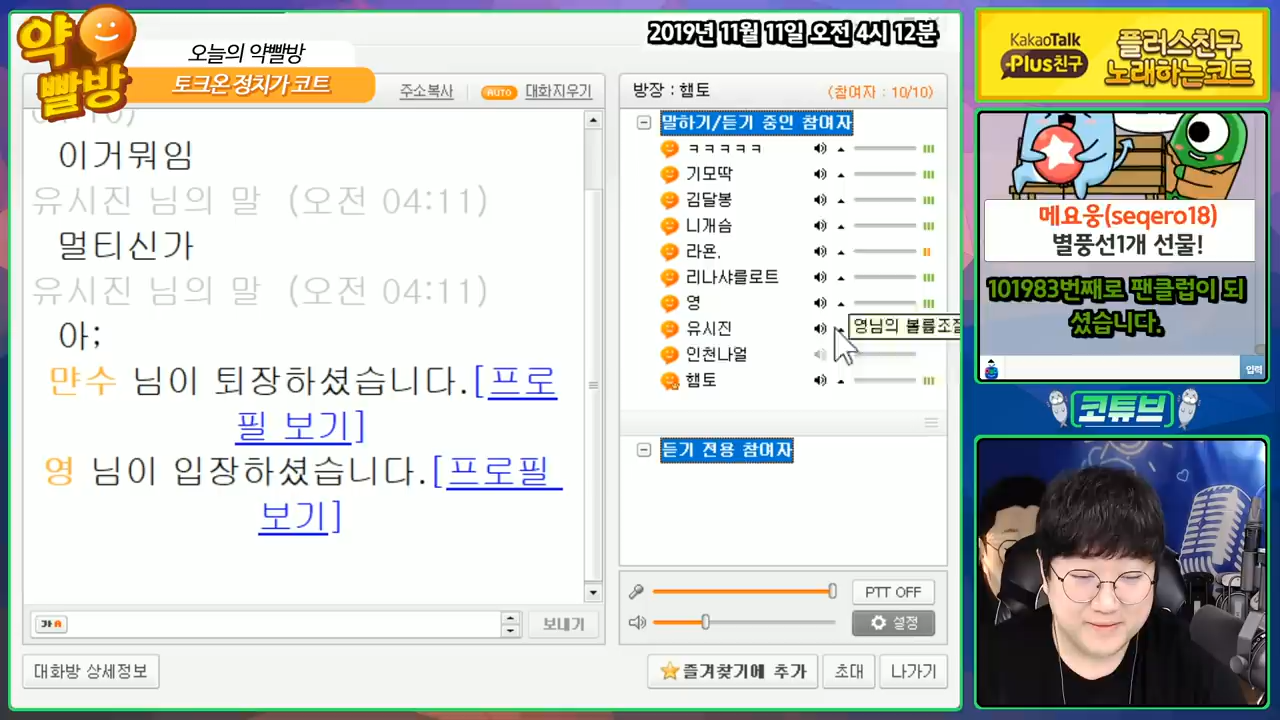 약빨방
오늘의 약빨방
토크온 정치가 코트
2019년 11월 11일 오전 4시 12분
주소복사
AUTO 대화지우기
이거뭐임
유시진 님의 말 (오전 04:11)
멀티신가
유시진 님의 말 (오전 04:11)
아;
먄수 님이 퇴장하셨습니다.[프로
필 보기]
영 님이 입장하셨습니다.[프로필
보기]
가
보내기
대화방 상세정보
방장 : 햄토
(참여자 : 10/10)
말하기/듣기 중인 참여자
ㅋㅋㅋㅋㅋ
기모딱
김달봉
니개슴
라온.
리나샤를로트
영
유시진
영님의 볼륨조절
인천나얼
햄토
듣기 전용 참여자
PTT OFF
설정
즐겨찾기에 추가
초대
나가기
KakaoTalk
Plus친구
플러스친구
노래하는코트
메요웅(seqero18)
별풍선1개 선물!
101983번째로 팬클럽이 되
셨습니다.
입력
코튜브